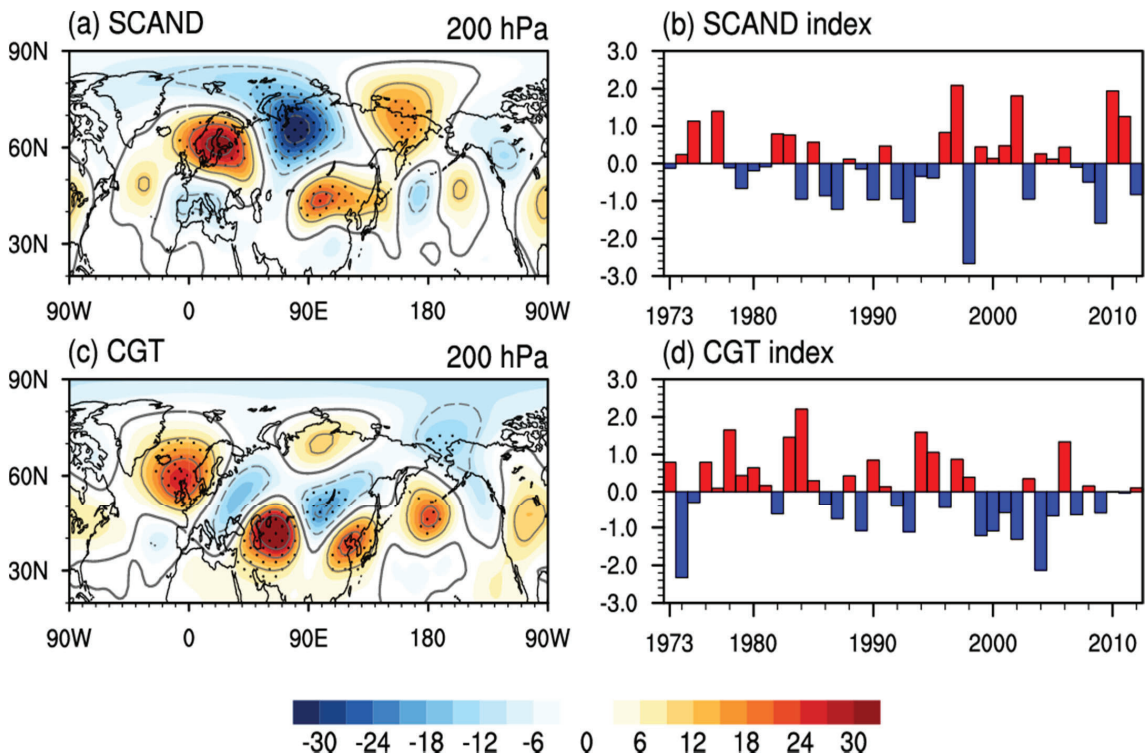 (a) SCAND 200 hPa
90N
60N
30N
90W 0 90E 180 90W
(b) SCAND index
3.0
2.0
1.0
0.0
-1.0
-2.0
-3.0
1973 1980 1990 2000 2010
(c) CGT 200 hPa
90N
60N
30N
90W 0 90E 180 90W
(d) CGT index
3.0
2.0
1.0
0.0
-1.0
-2.0
-3.0
1973 1980 1990 2000 2010
-30 -24 -18 -12 -6 0 6 12 18 24 30